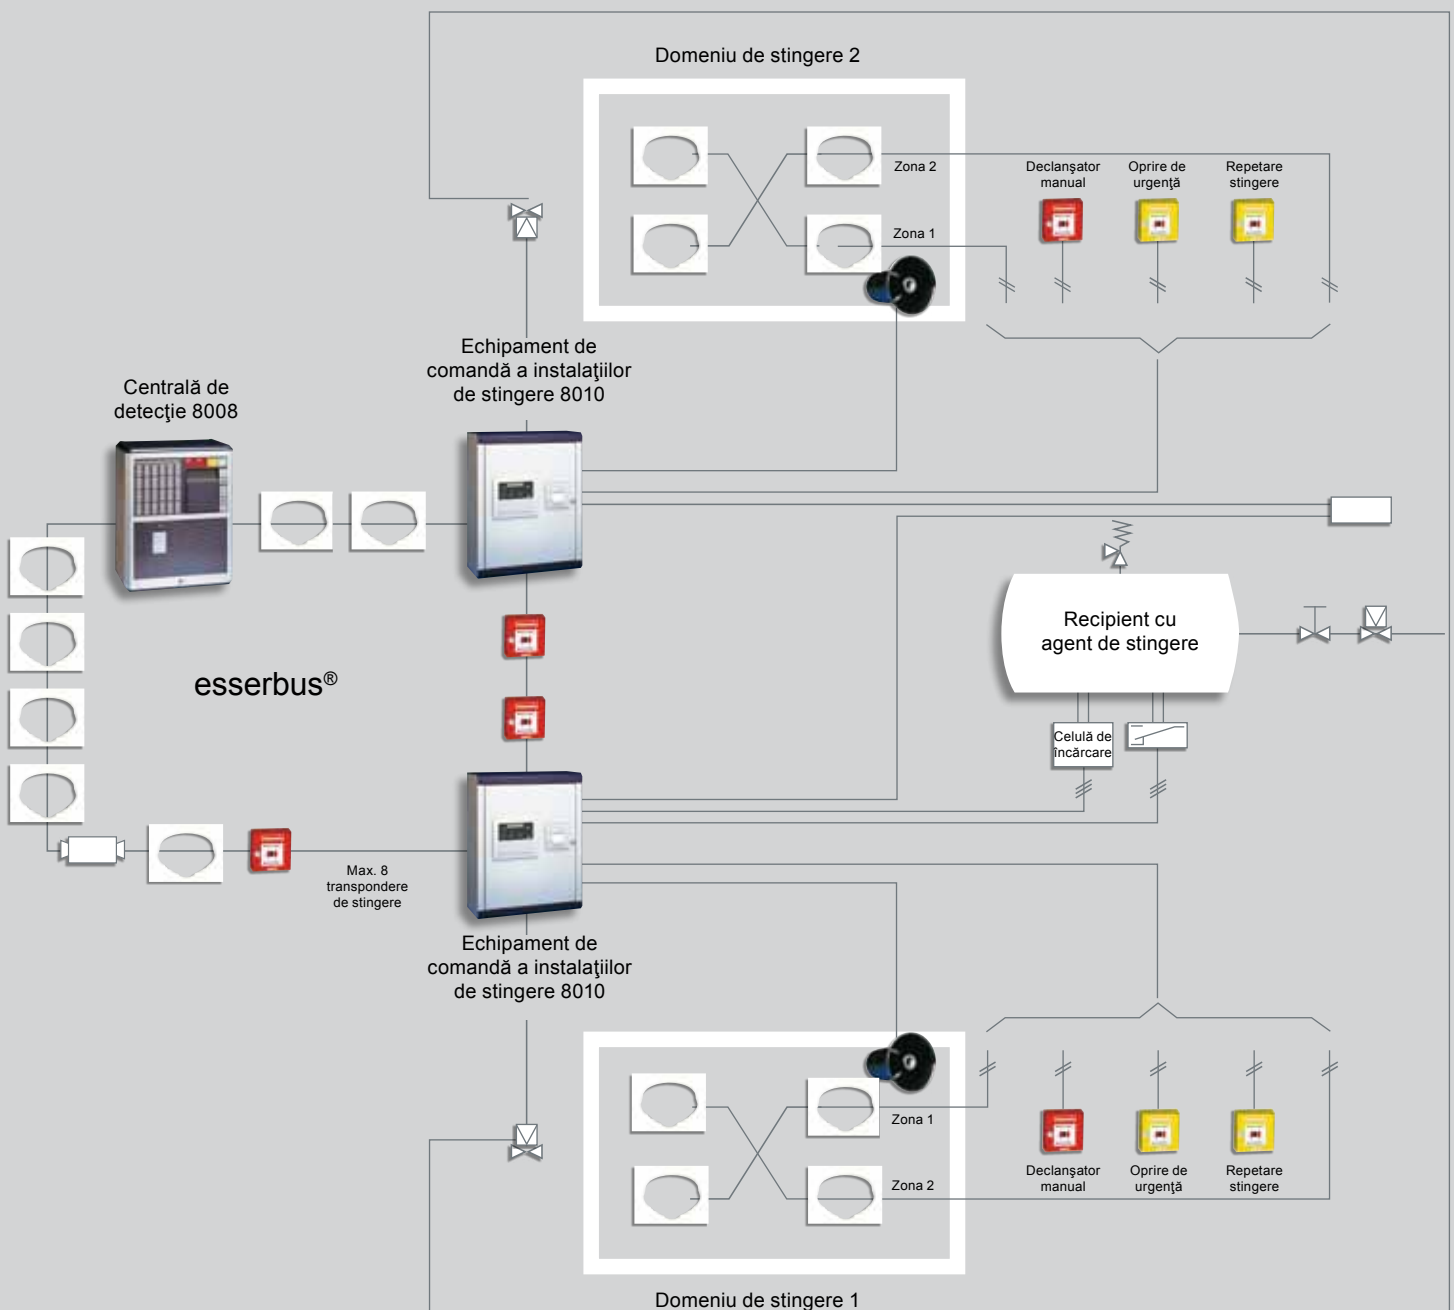 Domeniu de stingere 2
Zona 2
Zona 1
Declanşator
manual
Oprire de
urgenţă
Repetare
stingere
Echipament de
comandă a instalaţiilor
de stingere 8010
Centrală de
detecţie 8008
esserbus®
Recipient cu
agent de stingere
Celulă de
încărcare
Max. 8
transpondere
de stingere
Echipament de
comandă a instalaţiilor
de stingere 8010
Zona 1
Zona 2
Declanşator
manual
Oprire de
urgenţă
Repetare
stingere
Domeniu de stingere 1